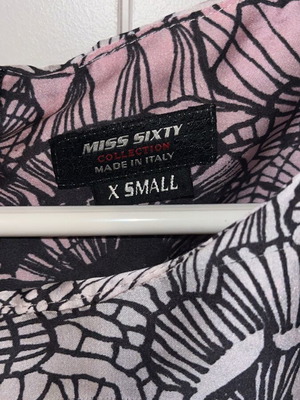 MISS SIXTY
COLLECTION
MADE IN ITALY
X SMALL